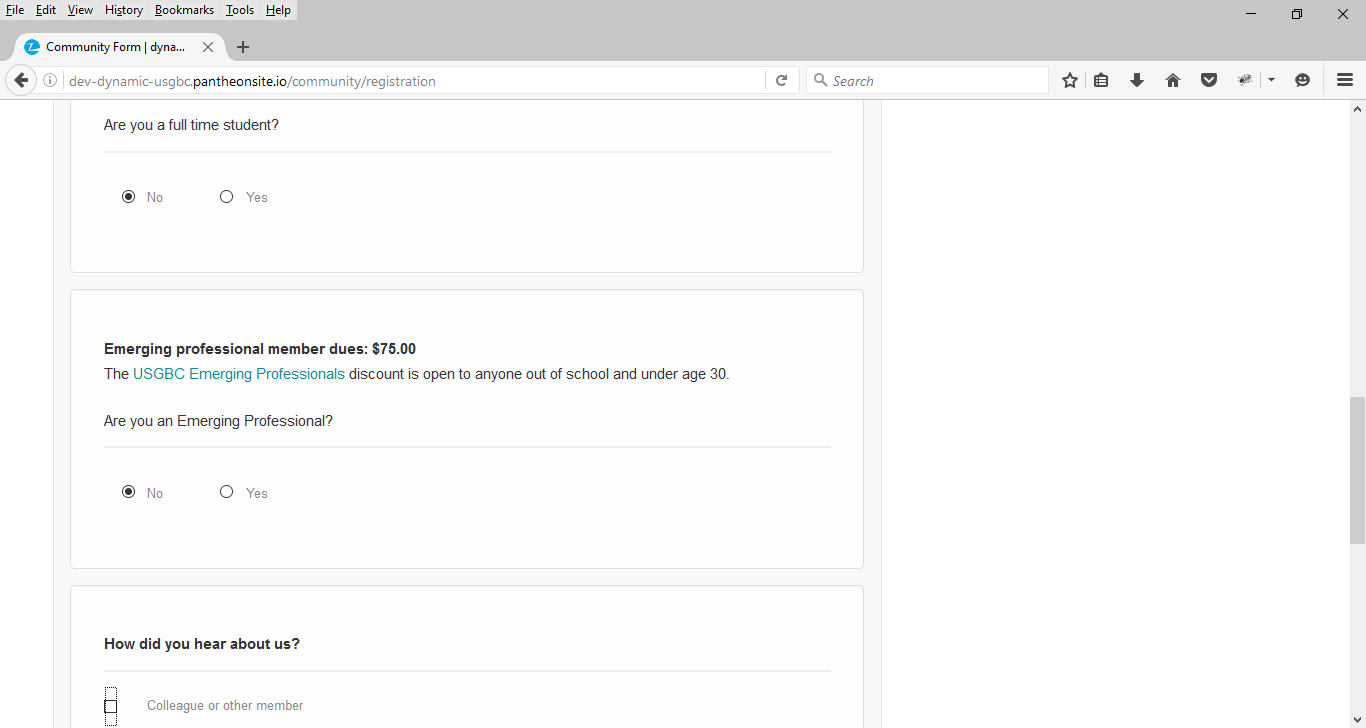 File Edit View History Bookmarks Tools Help
Community Form | dyna...
dev-dynamic-usgbc.pantheonsite.io/community/registration
Search
Are you a full time student?
No Yes
Emerging professional member dues: $75.00
The USGBC Emerging Professionals discount is open to anyone out of school and under age 30.
Are you an Emerging Professional?
No Yes
How did you hear about us?
Colleague or other member